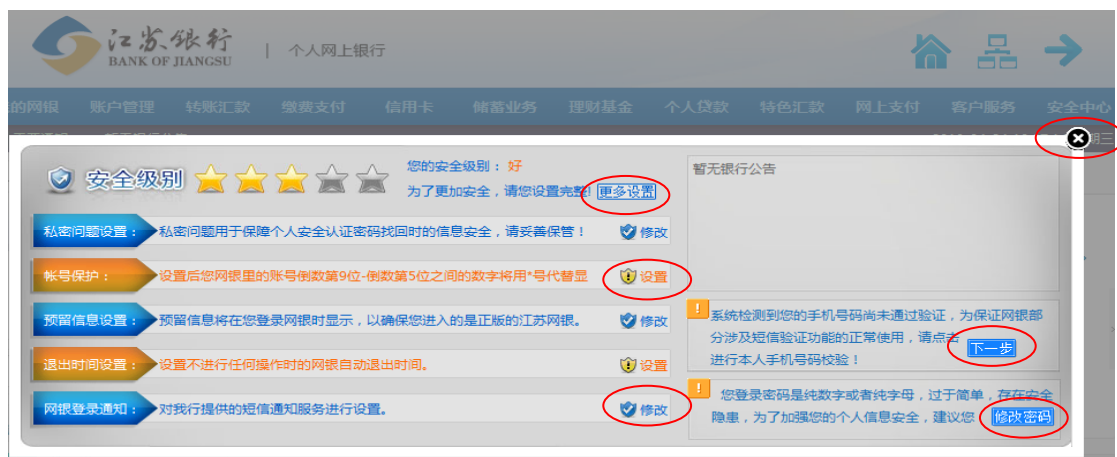 江苏银行
BANK OF JIANGSU
| 个人网上银行
的网银 账户管理 转账汇款 缴费支付 信用卡 储蓄业务 理财基金 个人贷款 特色汇款 网上支付 客户服务 安全中心
期三
安全级别
您的安全级别：好
为了更加安全，请您设置完整! 更多设置
私密问题设置： 私密问题用于保障个人安全认证密码找回时的信息安全，请妥善保管！ 修改
帐号保护： 设置后您网银里的账号倒数第9位-倒数第5位之间的数字将用*号代替显 设置
预留信息设置： 预留信息将在您登录网银时显示，以确保您进入的是正版的江苏网银。 修改
退出时间设置： 设置不进行任何操作时的网银自动退出时间。 设置
网银登录通知： 对我行提供的短信通知服务进行设置。 修改
暂无银行公告
系统检测到您的手机号码尚未通过验证，为保证网银部
分涉及短信验证功能的正常使用，请点击 下一步
进行本人手机号码校验！
您登录密码是纯数字或者纯字母，过于简单，存在安全
隐患，为了加强您的个人信息安全，建议您 修改密码